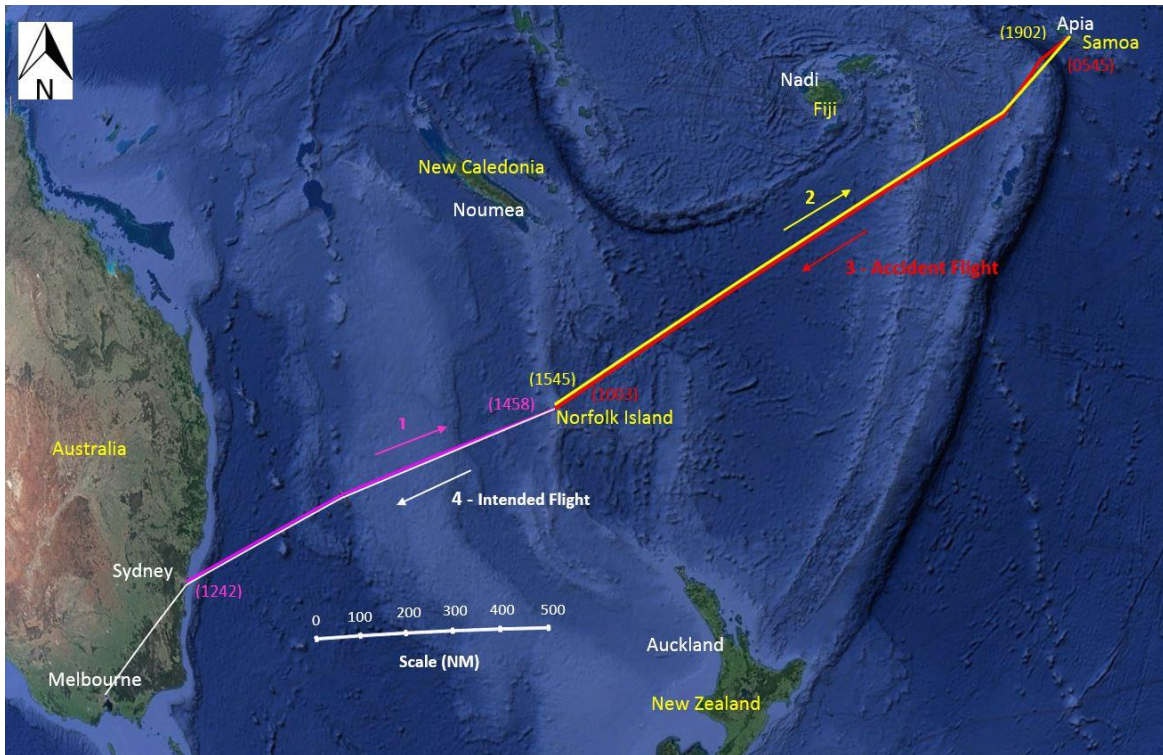 N
Apia
(1902)
Samoa
(0545)
Nadi
Fiji
New Caledonia
Noumea
2
3 - Accident Flight
(1545)
(1003)
(1458)
Norfolk Island
1
Australia
4 - Intended Flight
Sydney
(1242)
0 100 200 300 400 500
Scale (NM)
Auckland
Melbourne
New Zealand